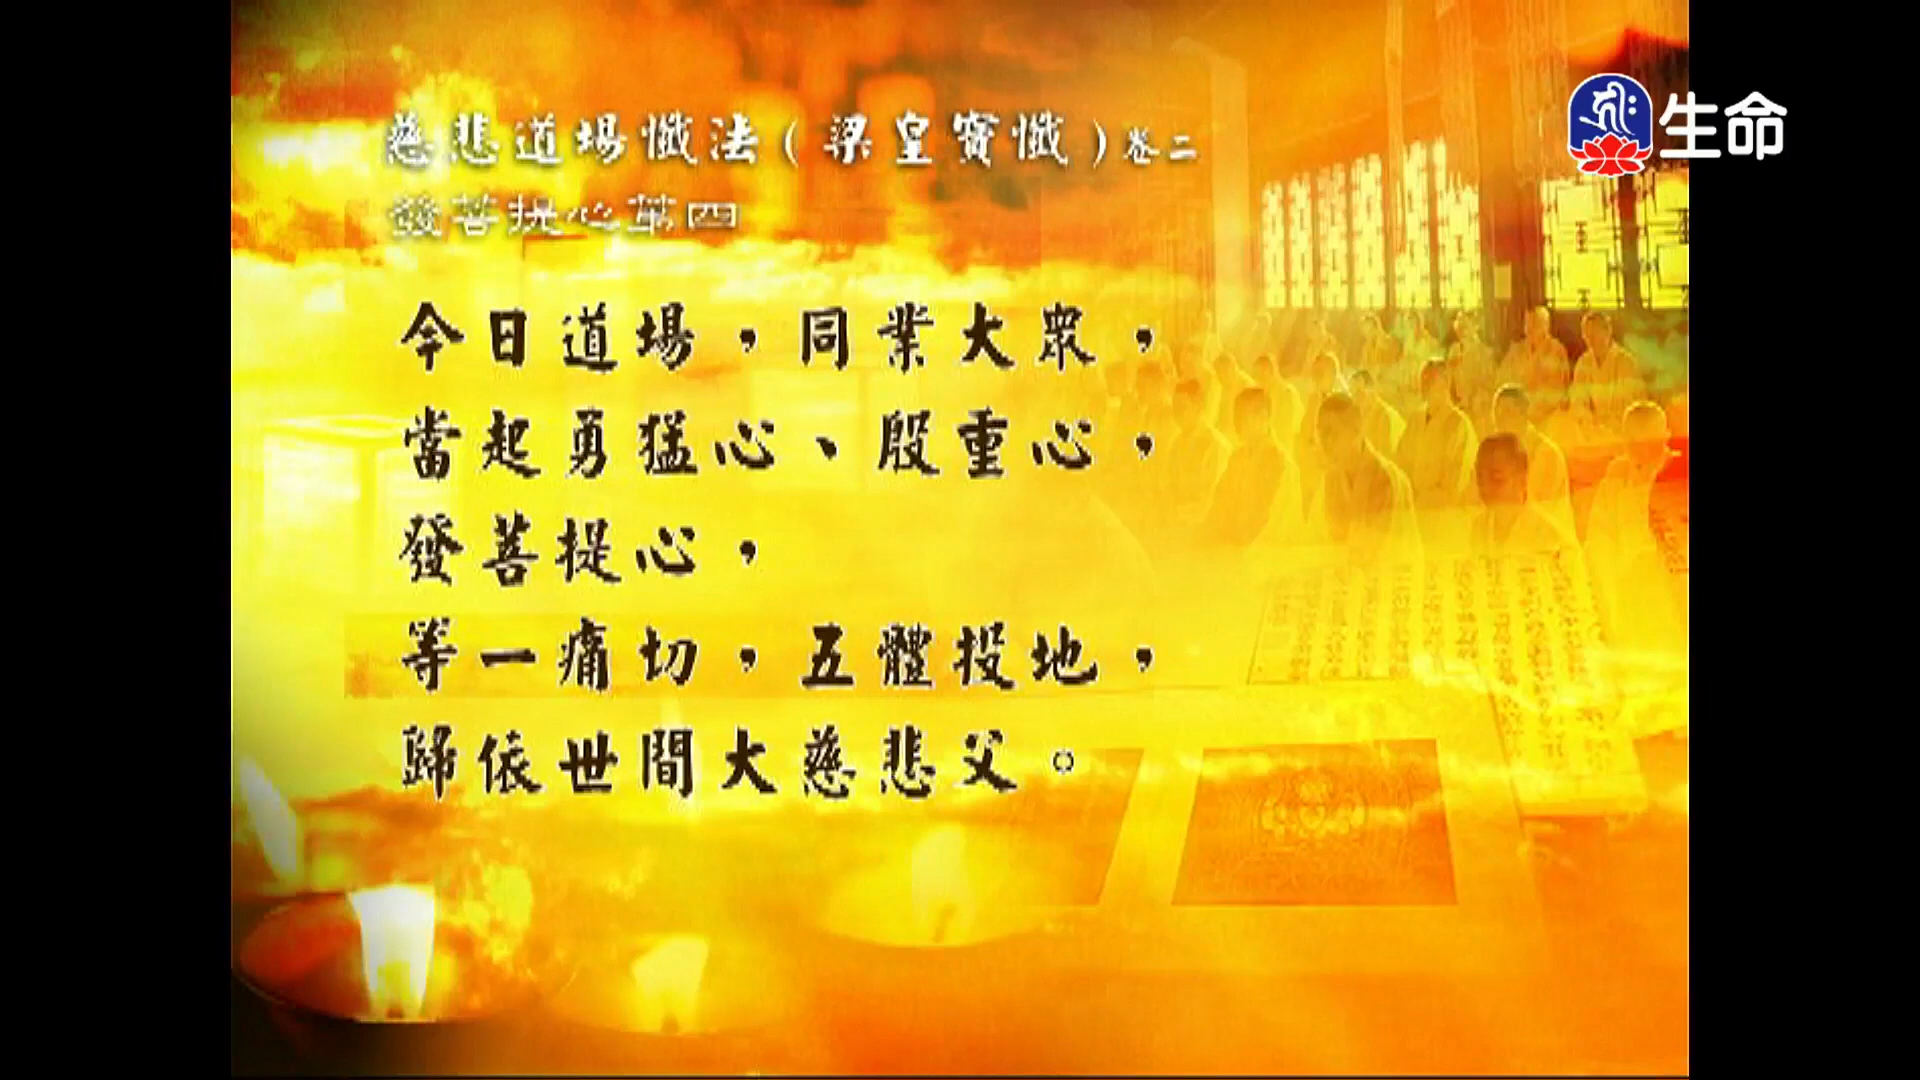 慈悲道場懺法(梁皇寶懺)卷二
發菩提心第四
生命
今日道場,同業大眾,
當起勇猛心、殷重心,
發菩提心,
等一痛切,五體投地,
歸依世間大慈悲父。